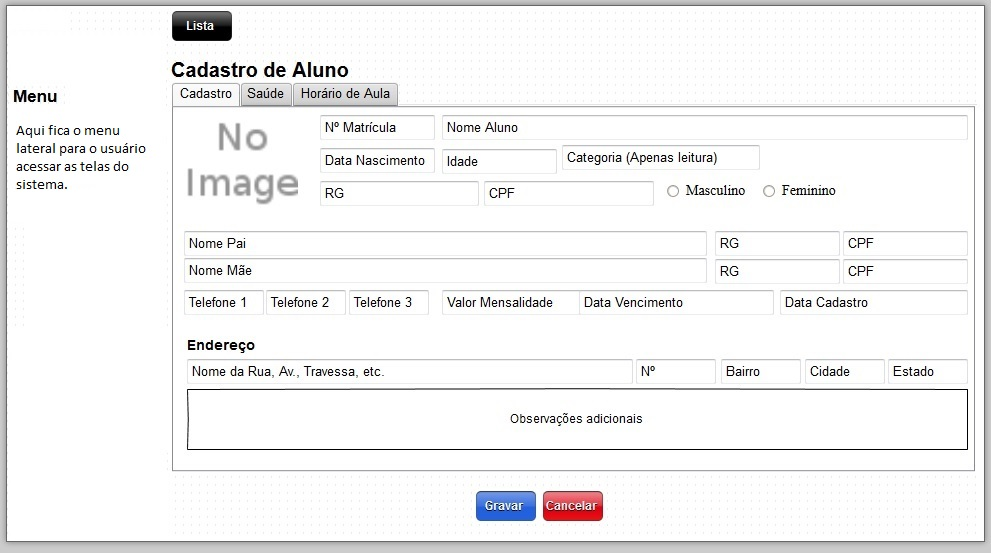 Lista
Cadastro de Aluno
Menu
Aqui fica o menu
lateral para o usuário
acessar as telas do
sistema.
Cadastro Saúde Horário de Aula
No
Image
Nº Matrícula Nome Aluno
Data Nascimento Idade Categoria (Apenas leitura)
RG CPF Masculino Feminino
Nome Pai RG CPF
Nome Mãe RG CPF
Telefone 1 Telefone 2 Telefone 3 Valor Mensalidade Data Vencimento Data Cadastro
Endereço
Nome da Rua, Av., Travessa, etc. Nº Bairro Cidade Estado
Observações adicionais
Gravar Cancelar